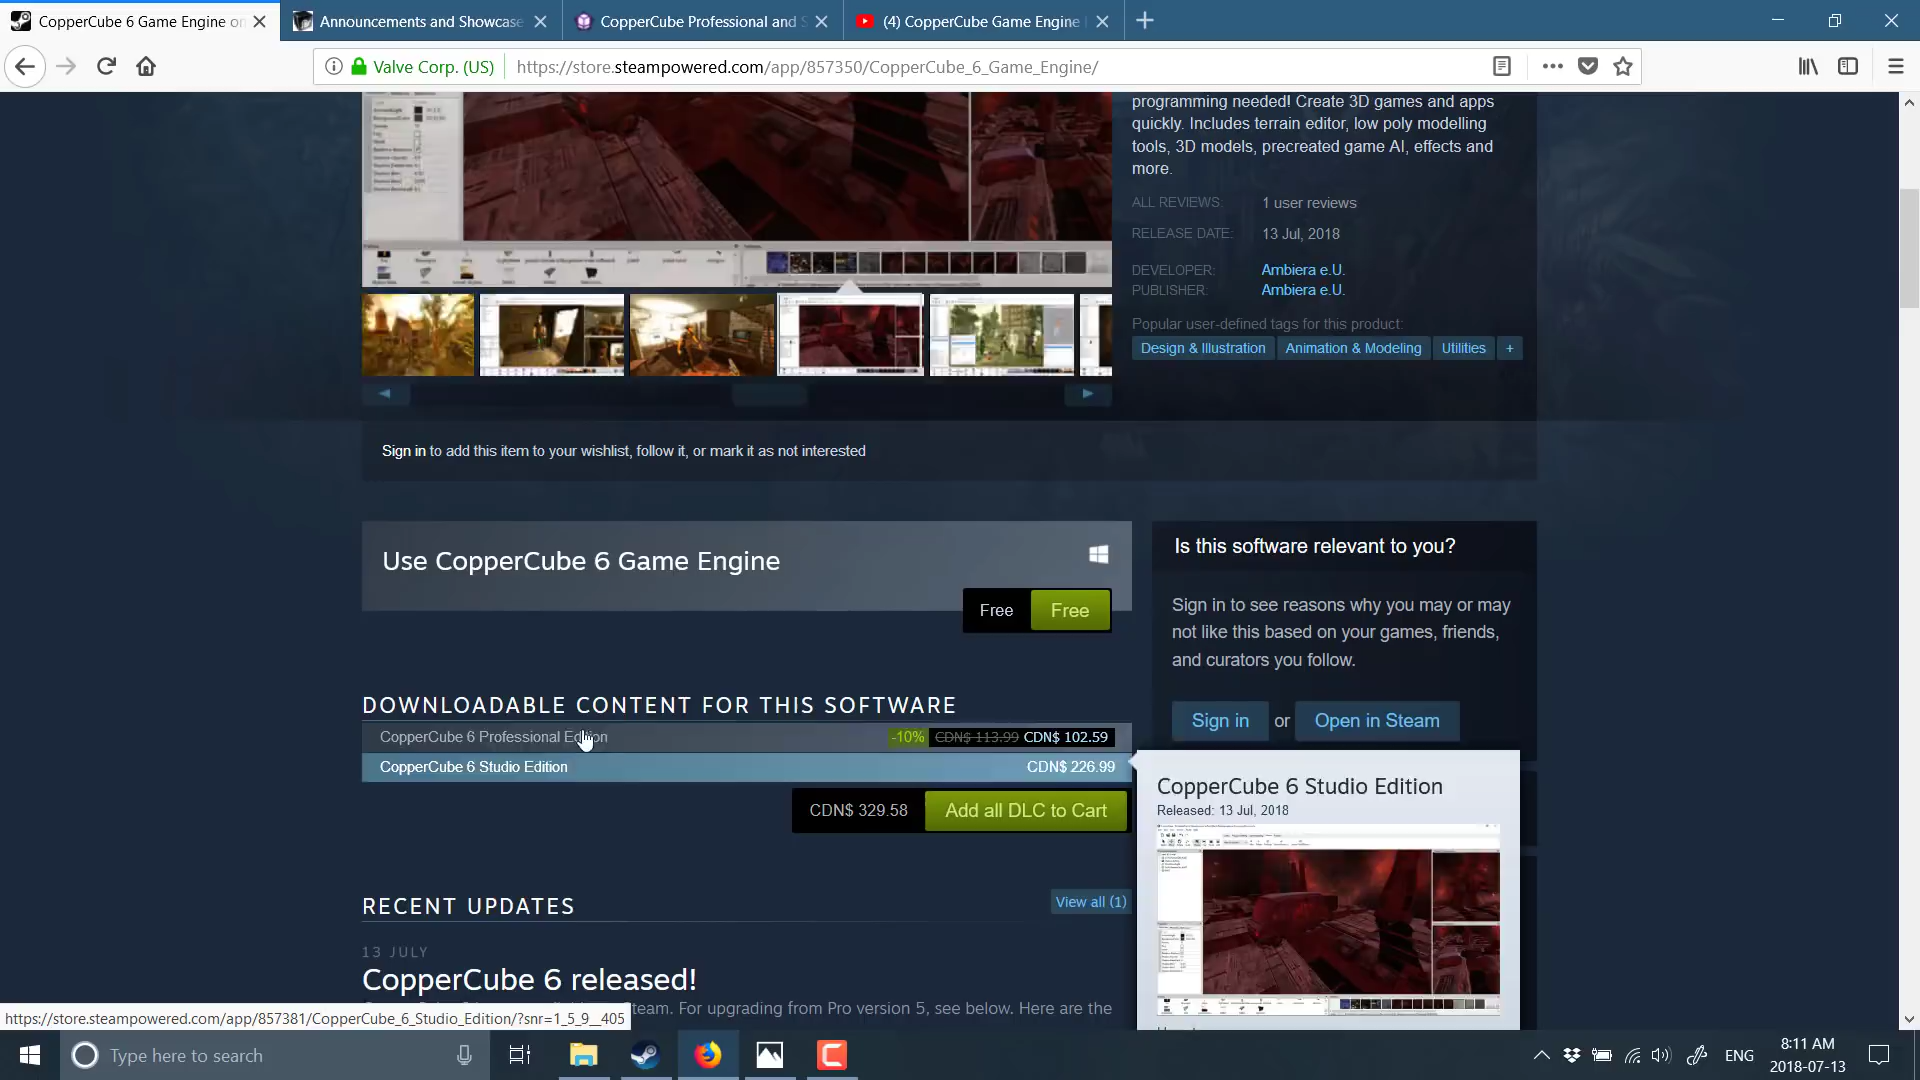 CopperCube 6 Game Engine on
Announcements and Showcase
CopperCube Professional and S
(4) CopperCube Game Engine
Valve Corp. (US)
https://store.steampowered.com/app/857350/CopperCube_6_Game_Engine/
programming needed! Create 3D games and apps
quickly. Includes terrain editor, low poly modelling
tools, 3D models, precreated game AI, effects and
more.
ALL REVIEWS: 1 user reviews
RELEASE DATE: 13 Jul, 2018
DEVELOPER: Ambiera e.U.
PUBLISHER: Ambiera e.U.
Popular user-defined tags for this product:
Design & Illustration Animation & Modeling Utilities +
Sign in to add this item to your wishlist, follow it, or mark it as not interested
Use CopperCube 6 Game Engine
Free Free
Is this software relevant to you?
Sign in to see reasons why you may or may
not like this based on your games, friends,
and curators you follow.
Sign in or Open in Steam
DOWNLOADABLE CONTENT FOR THIS SOFTWARE
CopperCube 6 Professional Edition -10% CDN$ 113.99 CDN$ 102.59
CopperCube 6 Studio Edition CDN$ 226.99
CDN$ 329.58 Add all DLC to Cart
CopperCube 6 Studio Edition
Released: 13 Jul, 2018
RECENT UPDATES
View all (1)
13 JULY
CopperCube 6 released!
team. For upgrading from Pro version 5, see below. Here are the
https://store.steampowered.com/app/857381/CopperCube_6_Studio_Edition/?snr=1_5_9__405
Type here to search
ENG
8:11 AM
2018-07-13